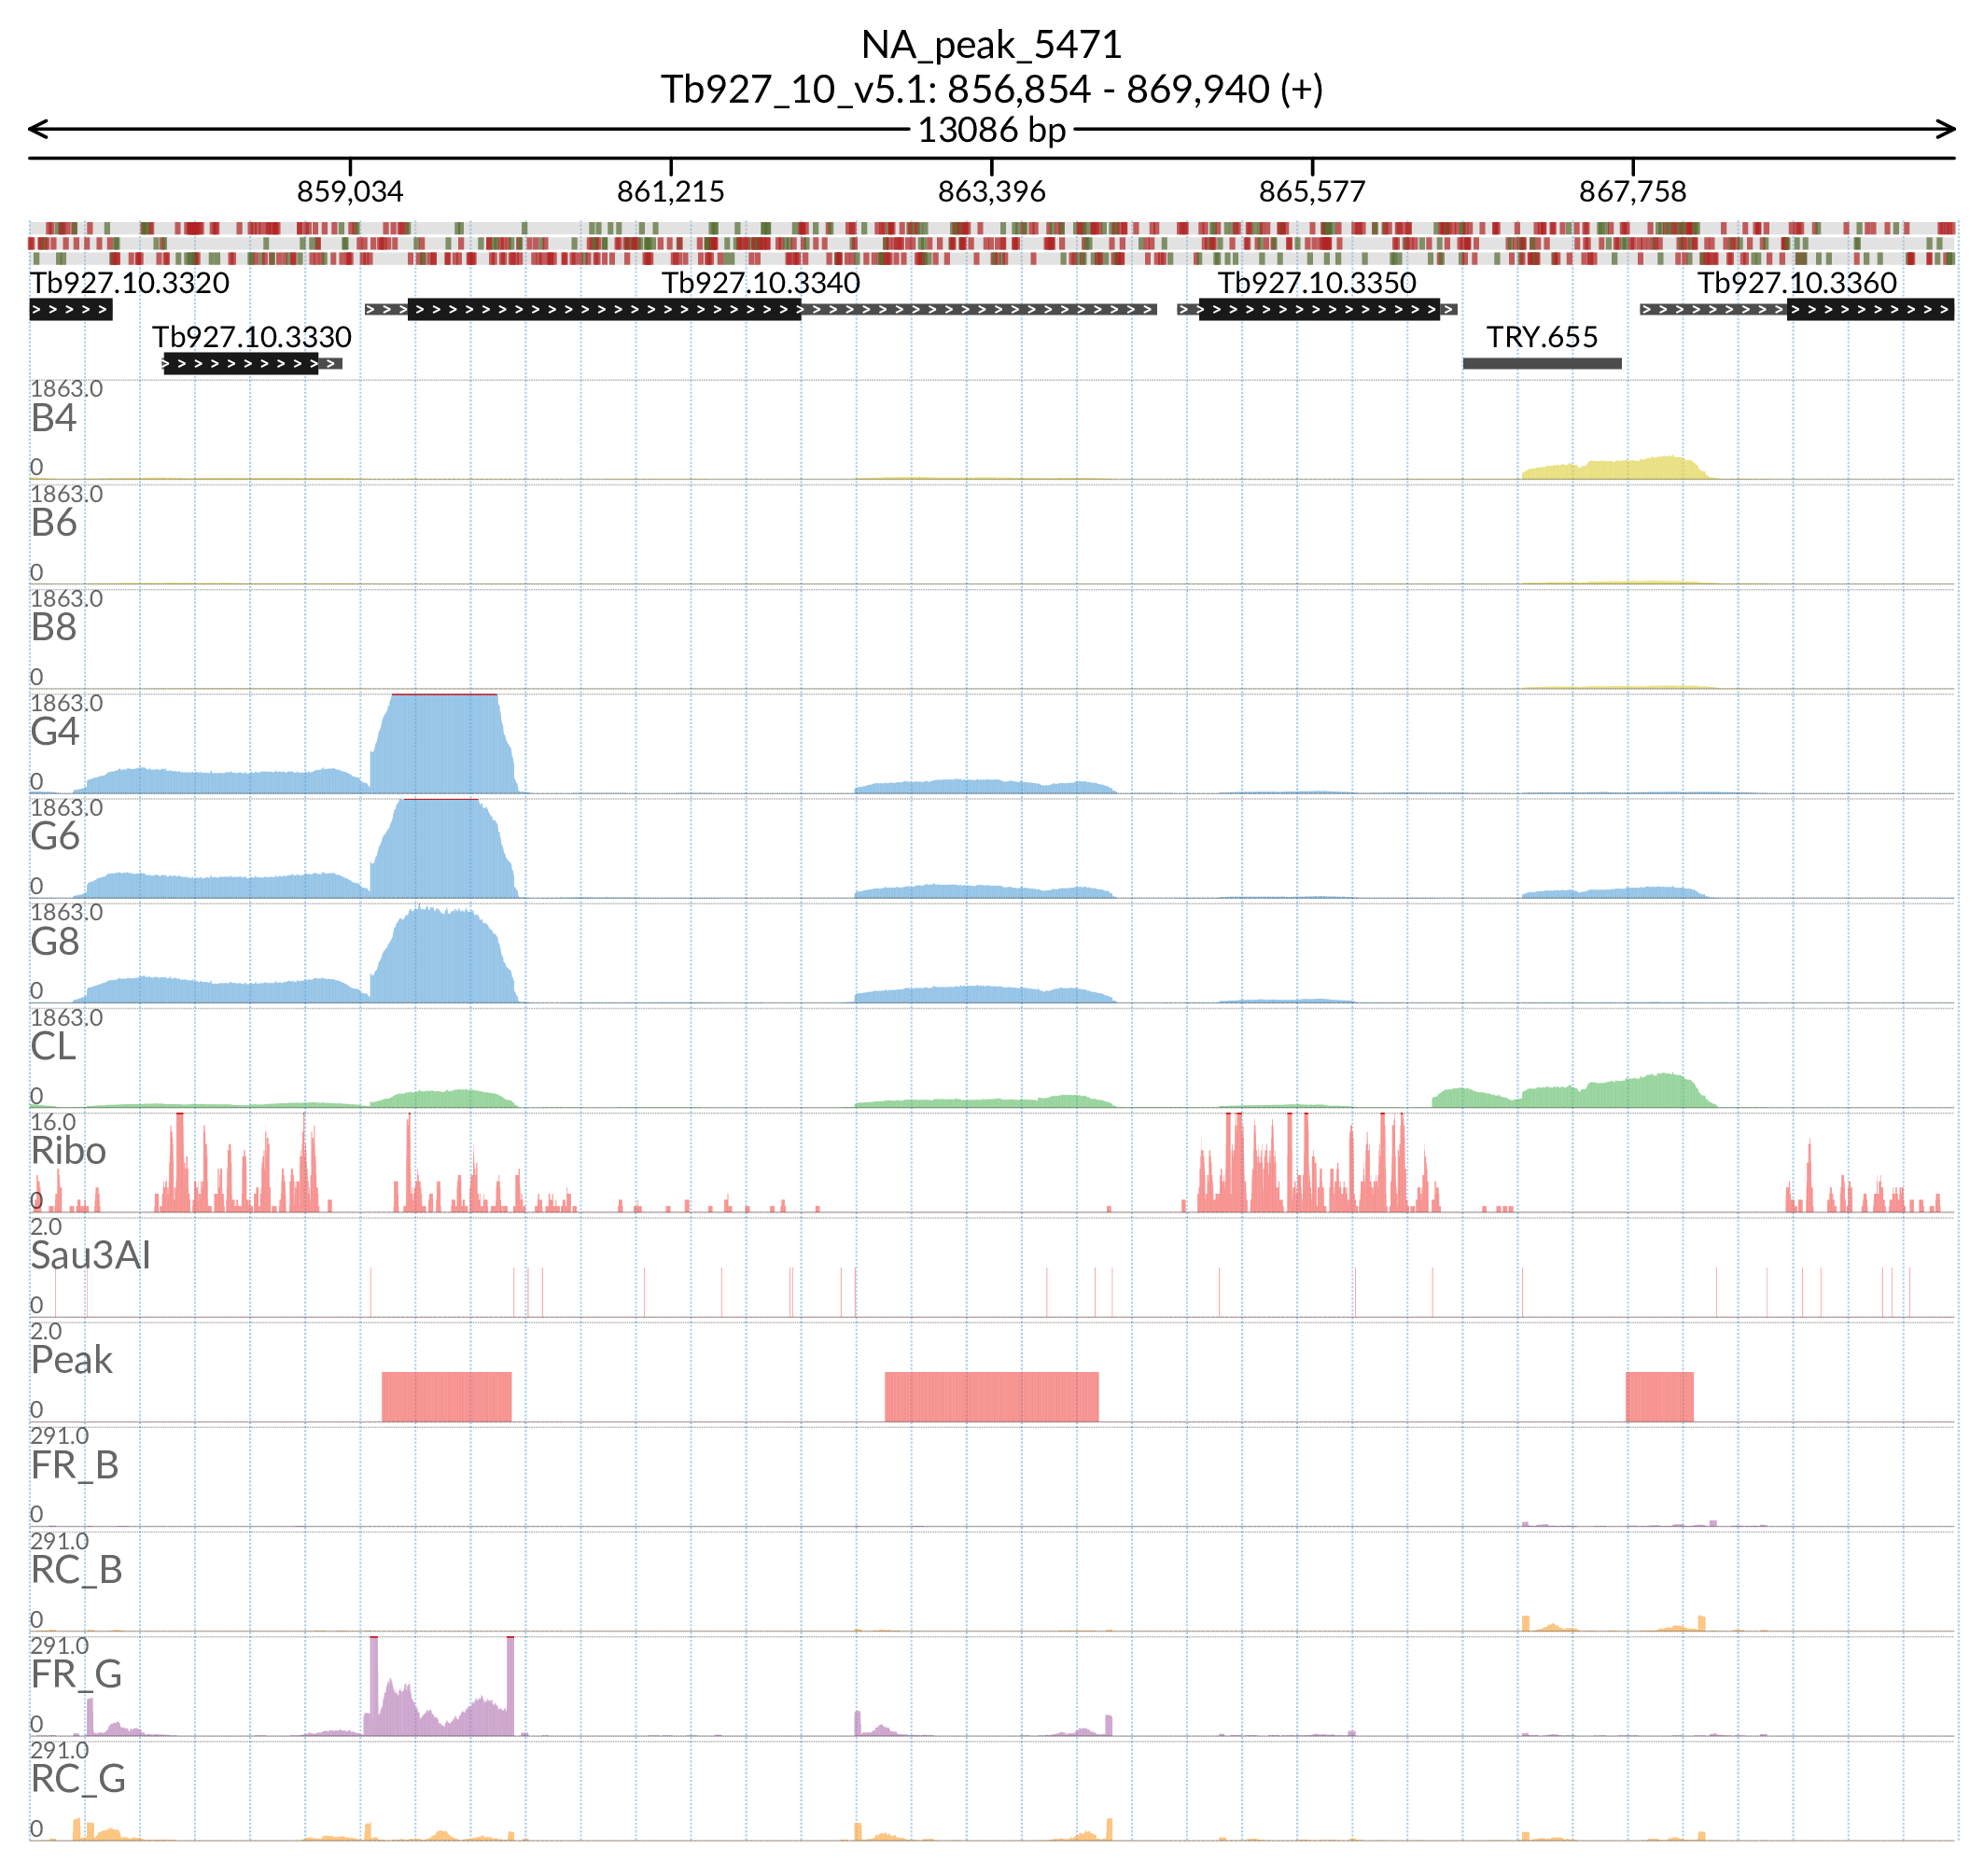 NA_peak_5471
Tb927_10_v5.1: 856,854 - 869,940 (+)
13086 bp
859,034 861,215 863,396 865,577 867,758
Tb927.10.3320 Tb927.10.3340 Tb927.10.3350 Tb927.10.3360
Tb927.10.3330 TRY.655
1863.0
B4
0
1863.0
B6
0
1863.0
B8
0
1863.0
G4
0
1863.0
G6
0
1863.0
G8
0
1863.0
CL
0
16.0
Ribo
0
2.0
Sau3AI
0
2.0
Peak
0
291.0
FR_B
0
291.0
RC_B
0
291.0
FR_G
0
291.0
RC_G
0